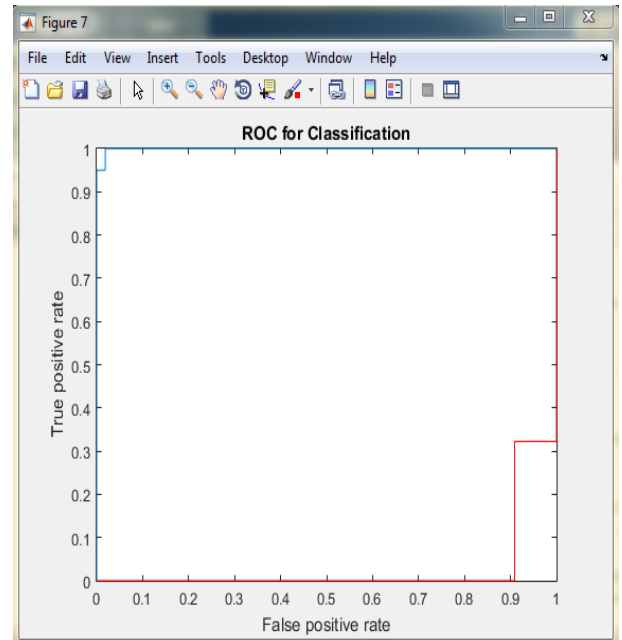 Figure 7
File Edit View Insert Tools Desktop Window Help
ROC for Classification
1
0.9
0.8
0.7
0.6
0.5
0.4
0.3
0.2
0.1
0
True positive rate
0 0.1 0.2 0.3 0.4 0.5 0.6 0.7 0.8 0.9 1
False positive rate